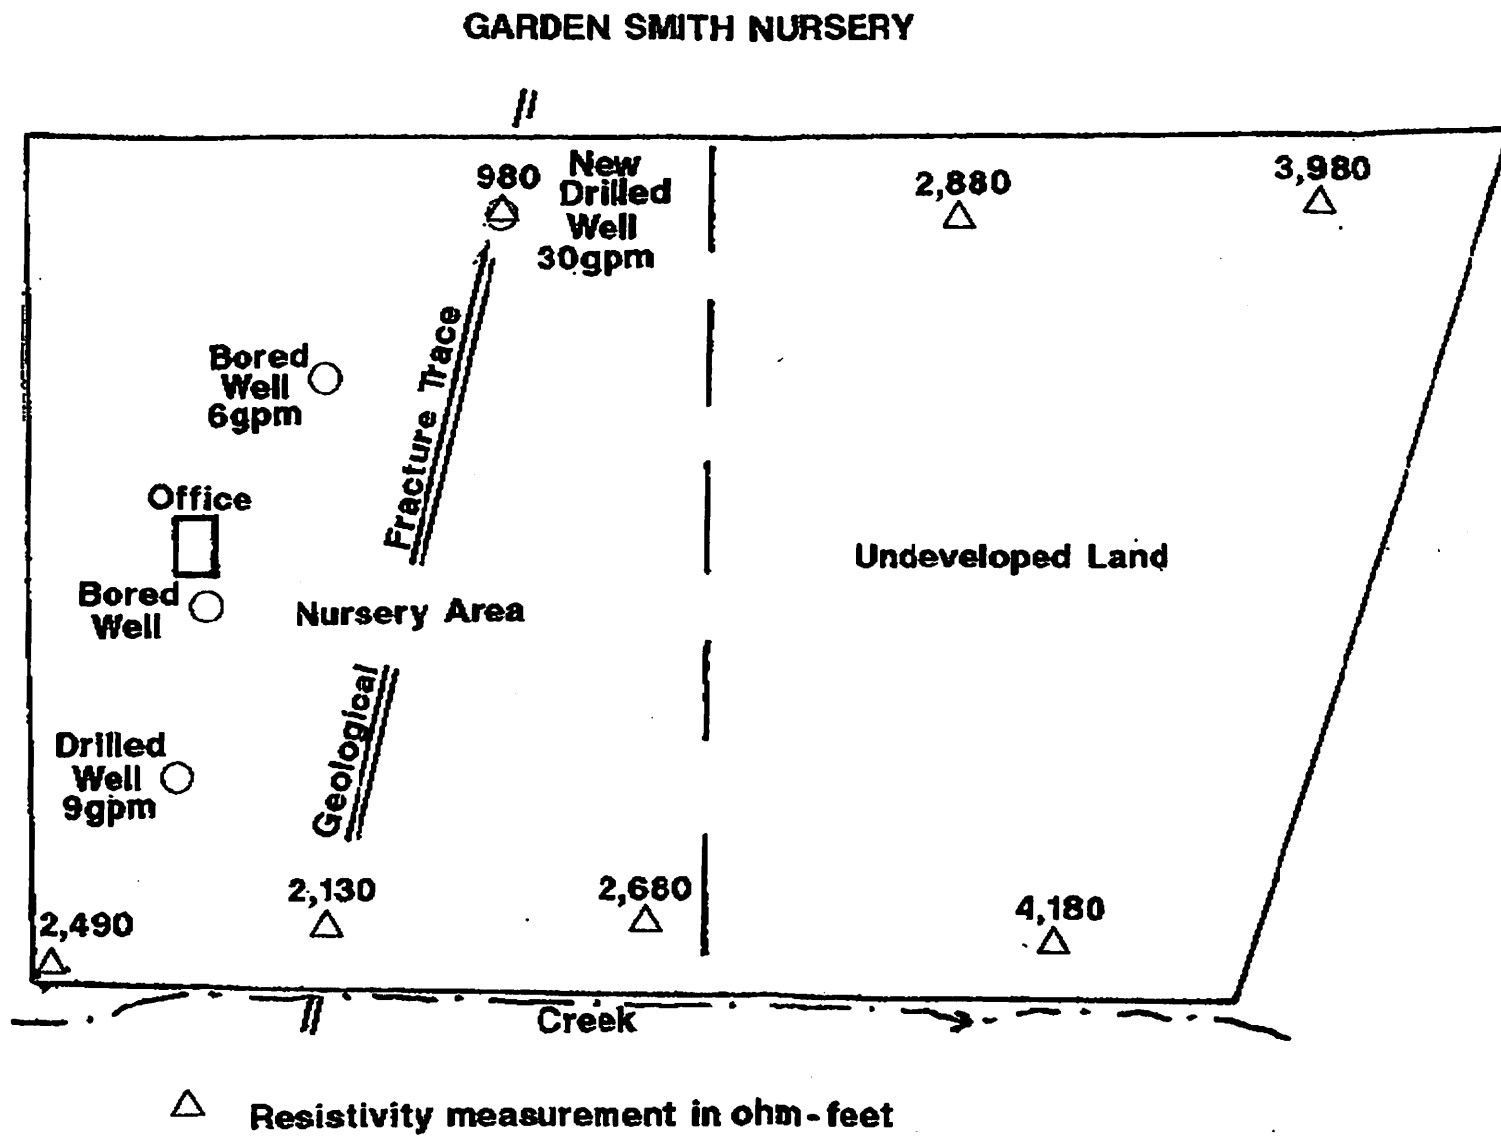 GARDEN SMITH NURSERY
980
New
Drilled
Well
30gpm
2,880
3,980
Bored
Well
6gpm
Fracture Trace
Office
Bored
Well
Nursery Area
Undeveloped Land
Geological
Drilled
Well
9gpm
2,490
2,130
2,680
4,180
Creek
Resistivity measurement in ohm-feet